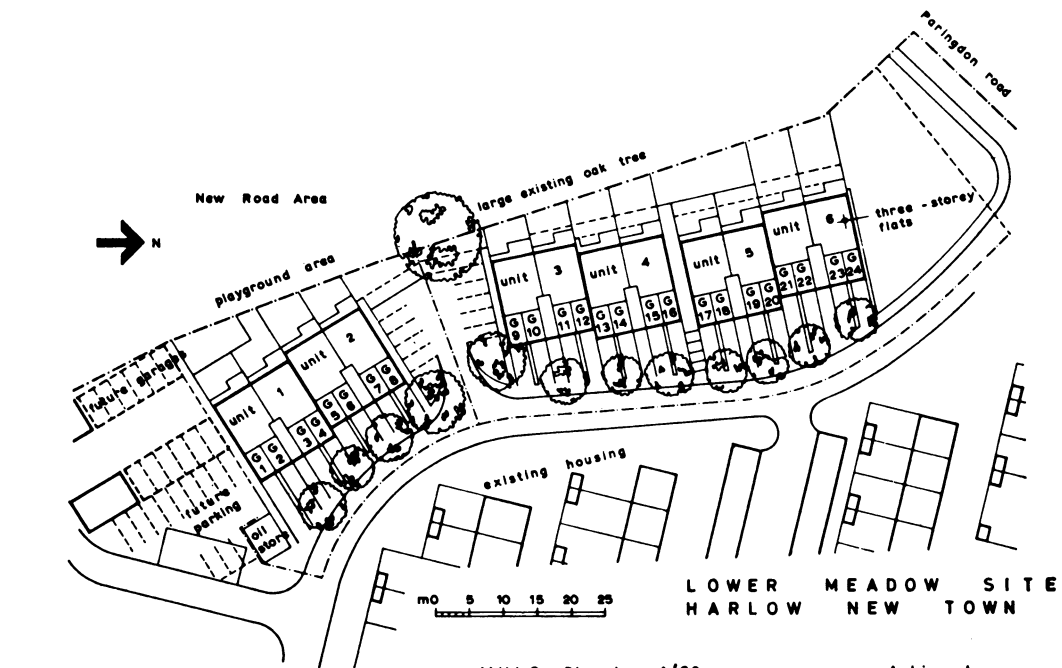 Paringdon road
large existing oak tree
New Road Area
N
three-storey
flats
playground area
unit 6
unit 5
unit 4
unit 3
unit 2
unit 1
G 21 G 22 G 23 G 24
G 17 G 18 G 19 G 20
G 13 G 14 G 15 G 16
G 9 G 10 G 11 G 12
G 5 G 6 G 7 G 8
G 1 G 2 G 3 G 4
future garages
future
parking
oil
store
existing housing
m0 5 10 15 20 25
LOWER MEADOW SITE
HARLOW NEW TOWN